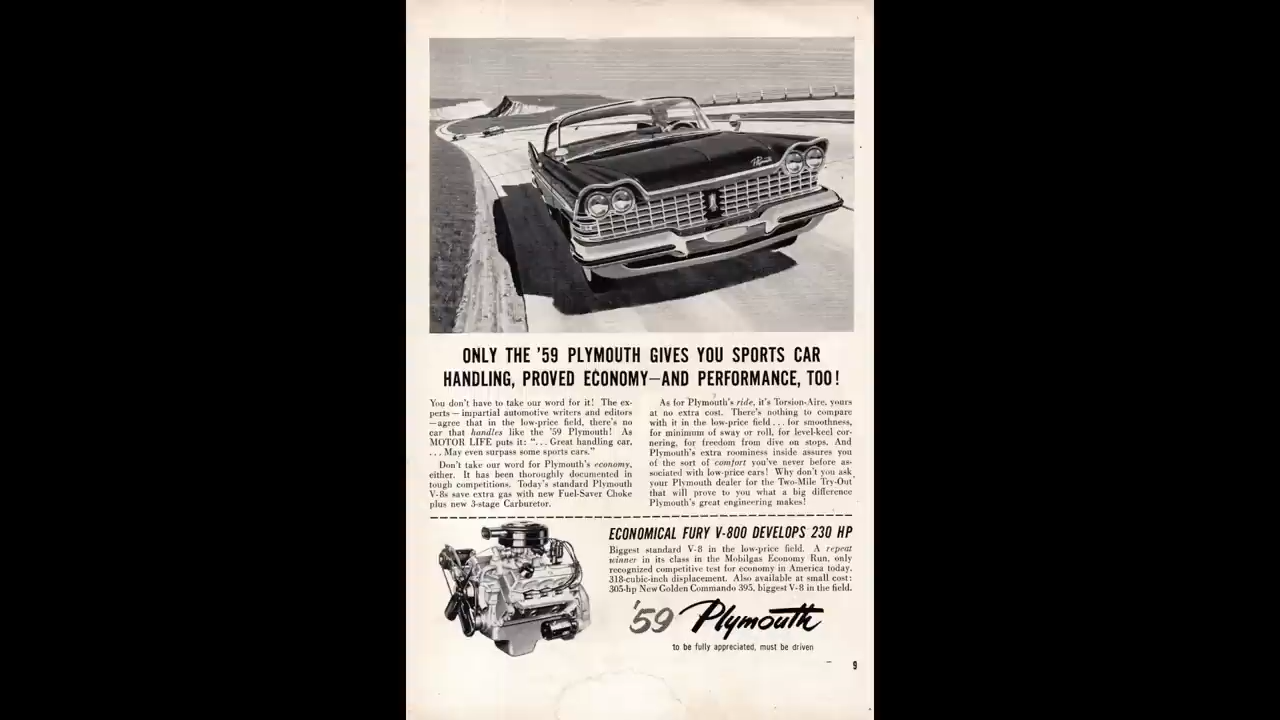 Plymouth
ONLY THE '59 PLYMOUTH GIVES YOU SPORTS CAR
HANDLING, PROVED ECONOMY—AND PERFORMANCE, TOO!
You don't have to take our word for it! The ex-
perts—impartial automotive writers and editors
—agree that in the low-price field, there's no
car that handles like the '59 Plymouth! As
MOTOR LIFE puts it: “...Great handling car,
...May even surpass some sports cars.”
Don't take our word for Plymouth's economy,
either. It has been thoroughly documented in
tough competitions. Today's standard Plymouth
V-8s save extra gas with new Fuel-Saver Choke
plus new 3-stage Carburetor.
As for Plymouth's ride, it's Torsion-Aire, yours
at no extra cost. There's nothing to compare
with it in the low-price field...for smoothness,
for minimum of sway or roll, for level-keel cor-
nering, for freedom from dive on stops. And
Plymouth's extra roominess inside assures you
of the sort of comfort you've never before as-
sociated with low-price cars! Why don't you ask
your Plymouth dealer for the Two-Mile Try-Out
that will prove to you what a big difference
Plymouth's great engineering makes!
ECONOMICAL FURY V-800 DEVELOPS 230 HP
Biggest standard V-8 in the low-price field. A repeat
winner in its class in the Mobilgas Economy Run, only
recognized competitive test for economy in America today.
318-cubic-inch displacement. Also available at small cost:
305-hp New Golden Commando 395, biggest V-8 in the field.
'59 Plymouth
to be fully appreciated, must be driven
9